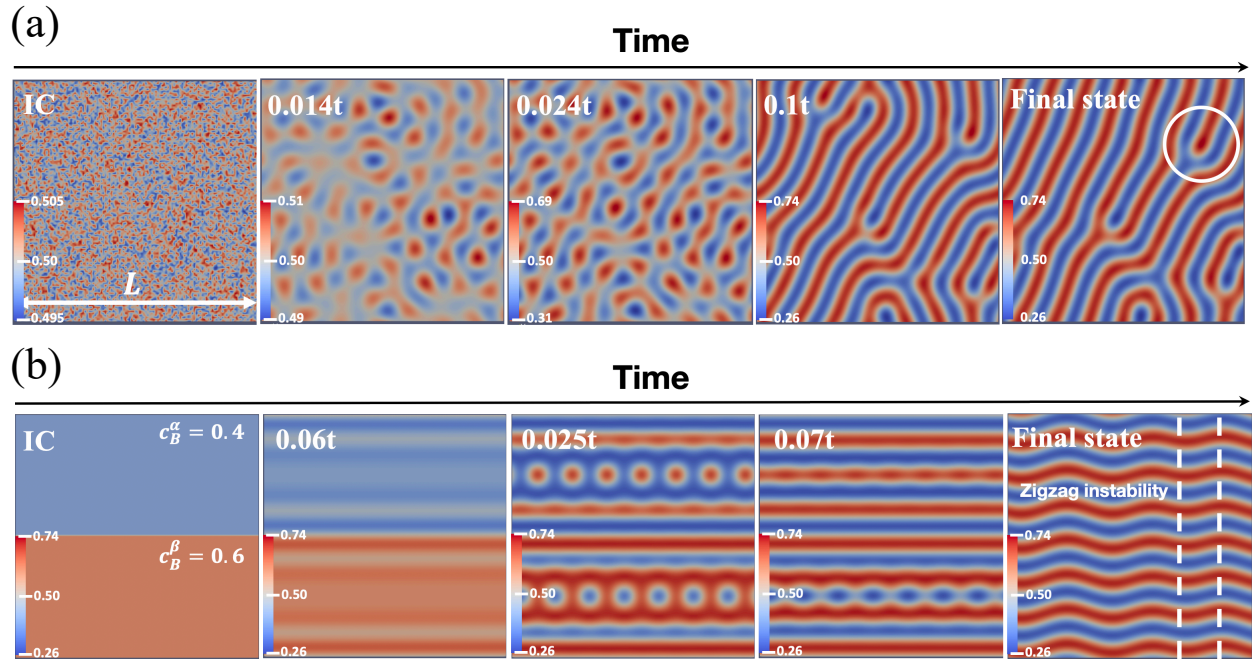 (a)
Time
IC
0.014t
0.024t
0.1t
Final state
0.505
0.50
0.495
L
0.51
0.50
0.49
0.69
0.50
0.31
0.74
0.50
0.26
0.74
0.50
0.26
(b)
Time
IC
0.06t
0.025t
0.07t
Final state
c_B^α = 0.4
c_B^β = 0.6
Zigzag instability
0.74
0.50
0.26
0.74
0.50
0.26
0.74
0.50
0.26
0.74
0.50
0.26
0.74
0.50
0.26